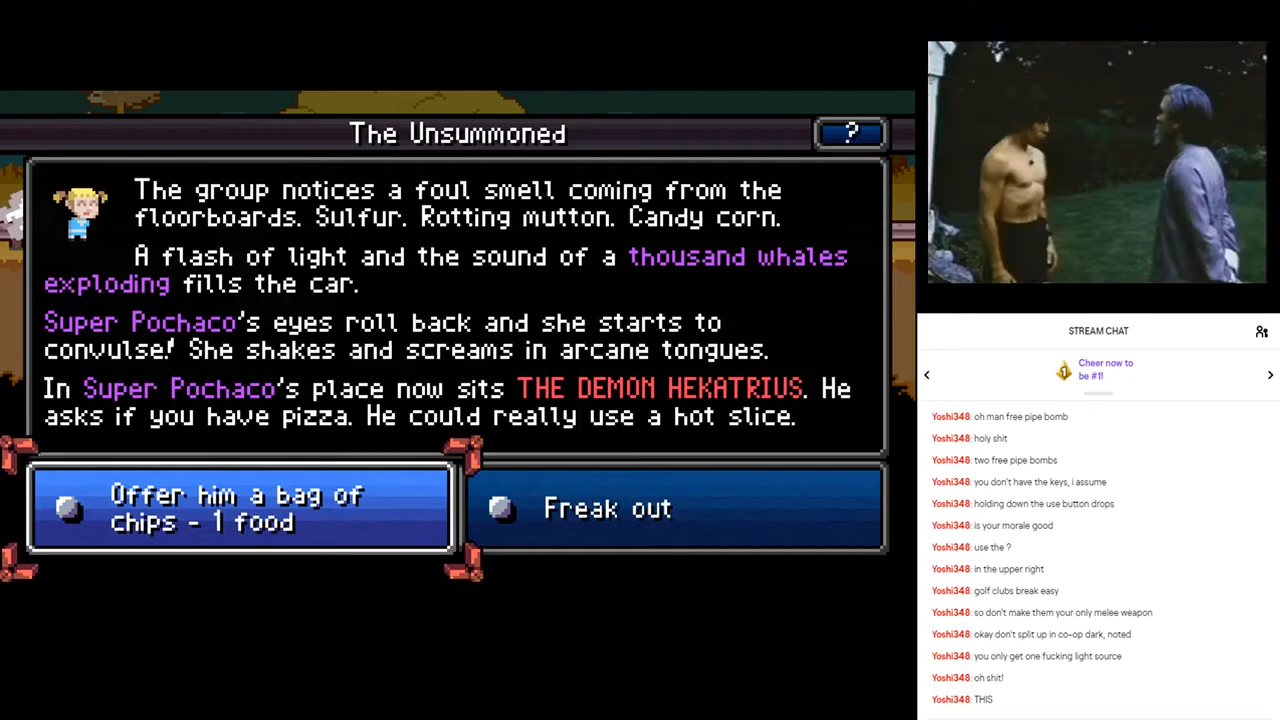 The Unsummoned
?
The group notices a foul smell coming from the
floorboards. Sulfur. Rotting mutton. Candy corn.
A flash of light and the sound of a thousand whales
exploding fills the car.
Super Pochaco's eyes roll back and she starts to
convulse! She shakes and screams in arcane tongues.
In Super Pochaco's place now sits THE DEMON HEKATRIUS. He
asks if you have pizza. He could really use a hot slice.
Offer him a bag of
chips - 1 food
Freak out
STREAM CHAT
1
Cheer now to
be #1!
Yoshi348: oh man free pipe bomb
Yoshi348: holy shit
Yoshi348: two free pipe bombs
Yoshi348: you don't have the keys, i assume
Yoshi348: holding down the use button drops
Yoshi348: is your morale good
Yoshi348: use the ?
Yoshi348: in the upper right
Yoshi348: golf clubs break easy
Yoshi348: so don't make them your only melee weapon
Yoshi348: okay don't split up in co-op dark, noted
Yoshi348: you only get one fucking light source
Yoshi348: oh shit!
Yoshi348: THIS